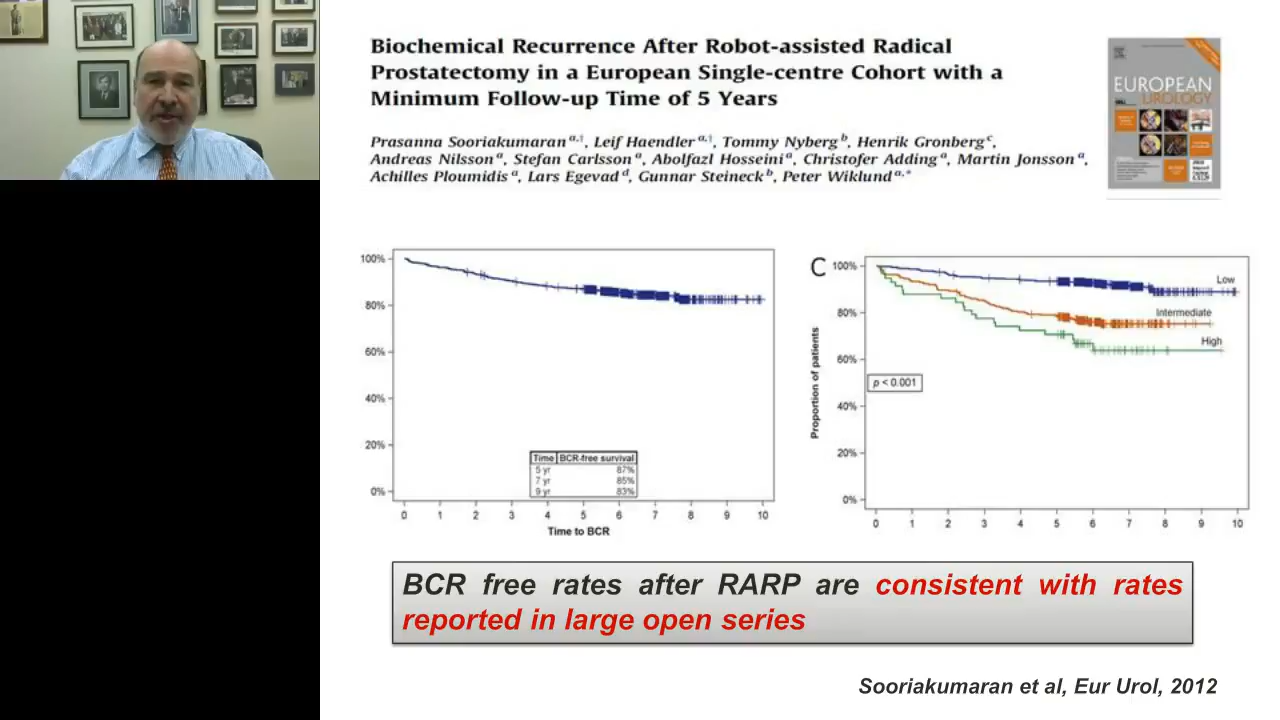 Biochemical Recurrence After Robot-assisted Radical
Prostatectomy in a European Single-centre Cohort with a
Minimum Follow-up Time of 5 Years
Prasanna Sooriakumaran a,†, Leif Haendler a,†, Tommy Nyberg b, Henrik Gronberg c,
Andreas Nilsson a, Stefan Carlsson a, Abolfazl Hosseini a, Christofer Adding a, Martin Jonsson a,
Achilles Ploumidis a, Lars Egevad d, Gunnar Steineck b, Peter Wiklund a,*
EUROPEAN
UROLOGY
100%
80%
60%
40%
20%
0%
Time BCR-free survival
5 yr 87%
7 yr 85%
9 yr 83%
0 1 2 3 4 5 6 7 8 9 10
Time to BCR
C
Proportion of patients
100%
80%
60%
40%
20%
0%
Low
Intermediate
High
p < 0.001
0 1 2 3 4 5 6 7 8 9 10
BCR free rates after RARP are consistent with rates
reported in large open series
Sooriakumaran et al, Eur Urol, 2012